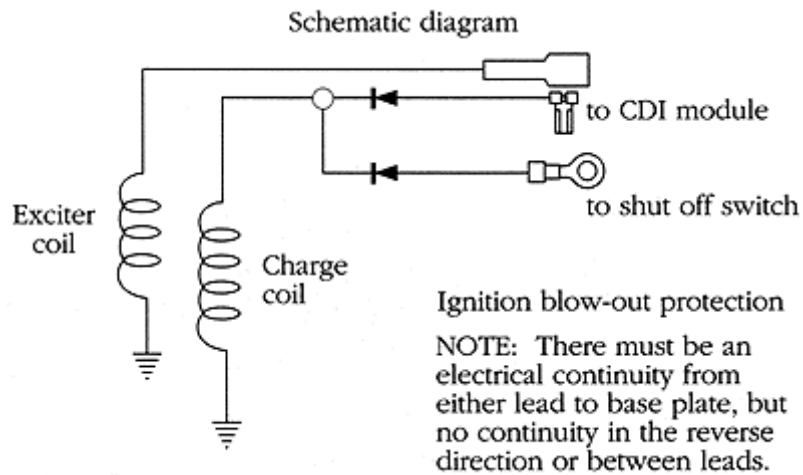 Schematic diagram
to CDI module
to shut off switch
Exciter
coil
Charge
coil
Ignition blow-out protection
NOTE: There must be an
electrical continuity from
either lead to base plate, but
no continuity in the reverse
direction or between leads.